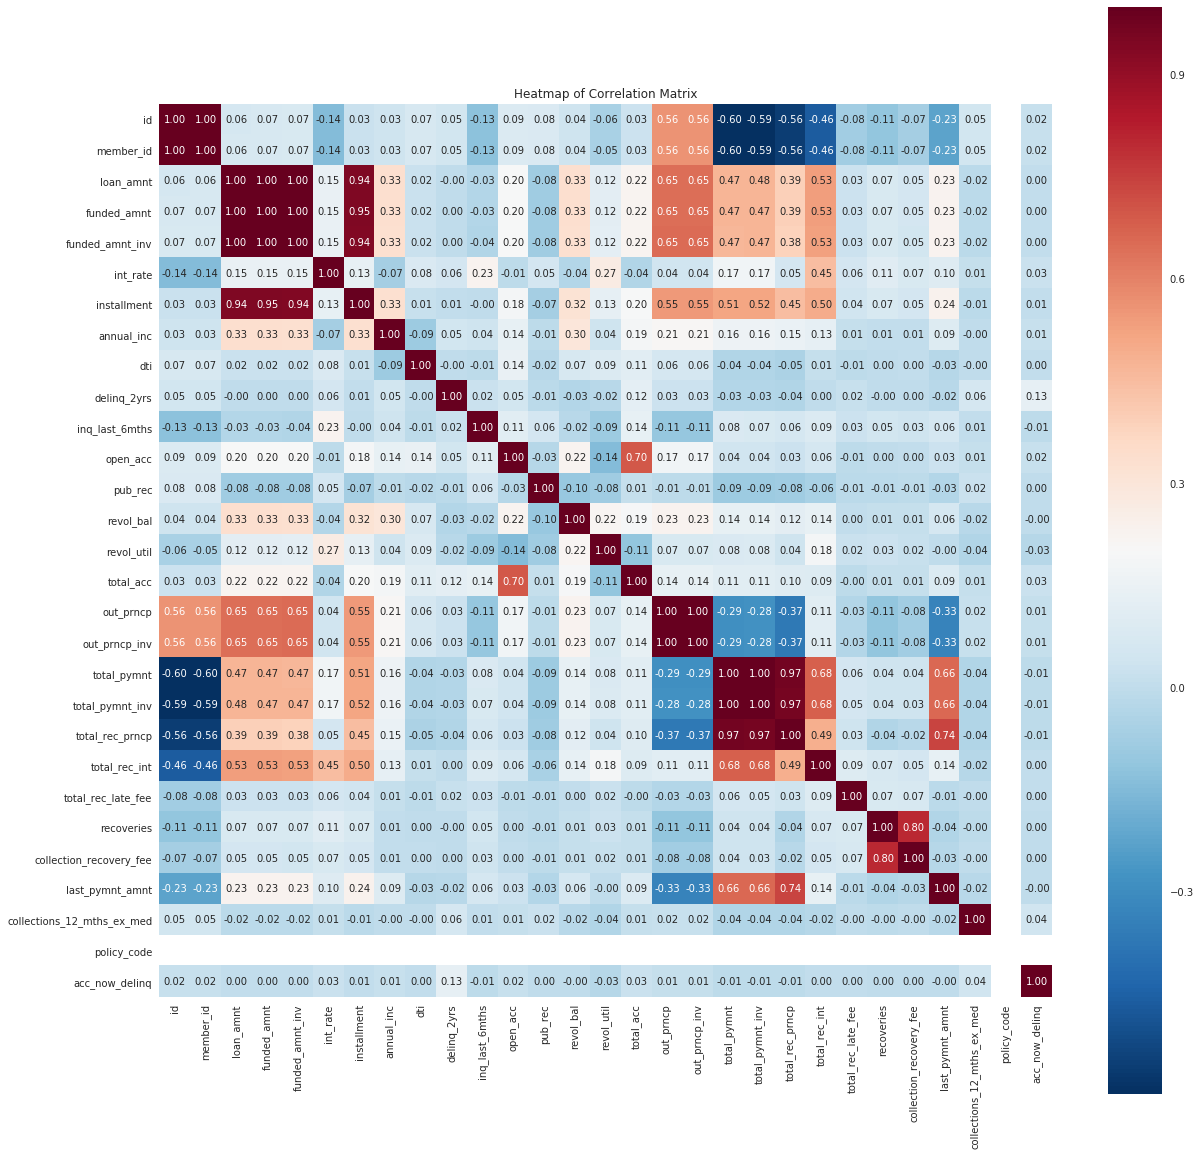 Heatmap of Correlation Matrix
id 1.00 1.00 0.06 0.07 0.07 -0.14 0.03 0.03 0.07 0.05 -0.13 0.09 0.08 0.04 -0.06 0.03 0.56 0.56 -0.60 -0.59 -0.56 -0.46 -0.08 -0.11 -0.07 -0.23 0.05 0.02
member_id 1.00 1.00 0.06 0.07 0.07 -0.14 0.03 0.03 0.07 0.05 -0.13 0.09 0.08 0.04 -0.05 0.03 0.56 0.56 -0.60 -0.59 -0.56 -0.46 -0.08 -0.11 -0.07 -0.23 0.05 0.02
loan_amnt 0.06 0.06 1.00 1.00 1.00 0.15 0.94 0.33 0.02 -0.00 -0.03 0.20 -0.08 0.33 0.12 0.22 0.65 0.65 0.47 0.48 0.39 0.53 0.03 0.07 0.05 0.23 -0.02 0.00
funded_amnt 0.07 0.07 1.00 1.00 1.00 0.15 0.95 0.33 0.02 0.00 -0.03 0.20 -0.08 0.33 0.12 0.22 0.65 0.65 0.47 0.47 0.39 0.53 0.03 0.07 0.05 0.23 -0.02 0.00
funded_amnt_inv 0.07 0.07 1.00 1.00 1.00 0.15 0.94 0.33 0.02 0.00 -0.04 0.20 -0.08 0.33 0.12 0.22 0.65 0.65 0.47 0.47 0.38 0.53 0.03 0.07 0.05 0.23 -0.02 0.00
int_rate -0.14 -0.14 0.15 0.15 0.15 1.00 0.13 -0.07 0.08 0.06 0.23 -0.01 0.05 -0.04 0.27 -0.04 0.04 0.04 0.17 0.17 0.05 0.45 0.06 0.11 0.07 0.10 0.01 0.03
installment 0.03 0.03 0.94 0.95 0.94 0.13 1.00 0.33 0.01 0.01 -0.00 0.18 -0.07 0.32 0.13 0.20 0.55 0.55 0.51 0.52 0.45 0.50 0.04 0.07 0.05 0.24 -0.01 0.01
annual_inc 0.03 0.03 0.33 0.33 0.33 -0.07 0.33 1.00 -0.09 0.05 0.04 0.14 -0.01 0.30 0.04 0.19 0.21 0.21 0.16 0.16 0.15 0.13 0.01 0.01 0.01 0.09 -0.00 0.01
dti 0.07 0.07 0.02 0.02 0.02 0.08 0.01 -0.09 1.00 -0.00 -0.01 0.14 -0.02 0.07 0.09 0.11 0.06 0.06 -0.04 -0.04 -0.05 0.01 -0.01 0.00 0.00 -0.03 -0.00 0.00
delinq_2yrs 0.05 0.05 -0.00 0.00 0.00 0.06 0.01 0.05 -0.00 1.00 0.02 0.05 -0.01 -0.03 -0.02 0.12 0.03 0.03 -0.03 -0.03 -0.04 0.00 0.02 -0.00 0.00 -0.02 0.06 0.13
inq_last_6mths -0.13 -0.13 -0.03 -0.03 -0.04 0.23 -0.00 0.04 -0.01 0.02 1.00 0.11 0.06 -0.02 -0.09 0.14 -0.11 -0.11 0.08 0.07 0.06 0.09 0.03 0.05 0.03 0.06 0.01 -0.01
open_acc 0.09 0.09 0.20 0.20 0.20 -0.01 0.18 0.14 0.14 0.05 0.11 1.00 -0.03 0.22 -0.14 0.70 0.17 0.17 0.04 0.04 0.03 0.06 -0.01 0.00 -0.00 0.03 0.01 0.02
pub_rec 0.08 0.08 -0.08 -0.08 -0.08 0.05 -0.07 -0.01 -0.02 -0.01 0.06 -0.03 1.00 -0.10 -0.08 0.01 -0.01 -0.01 -0.09 -0.09 -0.08 -0.06 -0.01 -0.01 -0.01 -0.03 0.02 0.00
revol_bal 0.04 0.04 0.33 0.33 0.33 -0.04 0.32 0.30 0.07 -0.03 -0.02 0.22 -0.10 1.00 0.22 0.19 0.23 0.23 0.14 0.14 0.12 0.14 0.00 0.01 0.01 0.06 -0.02 -0.00
revol_util -0.06 -0.05 0.12 0.12 0.12 0.27 0.13 0.04 0.09 -0.02 -0.09 -0.14 -0.08 0.22 1.00 -0.11 0.07 0.07 0.08 0.08 0.04 0.18 0.02 0.03 0.02 -0.00 -0.04 -0.03
total_acc 0.03 0.03 0.22 0.22 0.22 -0.04 0.20 0.19 0.11 0.12 0.14 0.70 0.01 0.19 -0.11 1.00 0.14 0.14 0.11 0.11 0.10 0.09 -0.00 0.01 0.01 0.09 0.01 0.03
out_prncp 0.56 0.56 0.65 0.65 0.65 0.04 0.55 0.21 0.06 0.03 -0.11 0.17 -0.01 0.23 0.07 0.14 1.00 1.00 -0.29 -0.28 -0.37 0.11 -0.03 -0.11 -0.08 -0.33 0.02 0.01
out_prncp_inv 0.56 0.56 0.65 0.65 0.65 0.04 0.55 0.21 0.06 0.03 -0.11 0.17 -0.01 0.23 0.07 0.14 1.00 1.00 -0.29 -0.28 -0.37 0.11 -0.03 -0.11 -0.08 -0.33 0.02 0.01
total_pymnt -0.60 -0.60 0.47 0.47 0.47 0.17 0.51 0.16 -0.04 -0.03 0.08 0.04 -0.09 0.14 0.08 0.11 -0.29 -0.29 1.00 1.00 0.97 0.68 0.06 0.04 0.04 0.66 -0.04 -0.01
total_pymnt_inv -0.59 -0.59 0.48 0.47 0.47 0.17 0.52 0.16 -0.04 -0.03 0.07 0.04 -0.09 0.14 0.08 0.11 -0.28 -0.28 1.00 1.00 0.97 0.68 0.05 0.04 0.03 0.66 -0.04 -0.01
total_rec_prncp -0.56 -0.56 0.39 0.39 0.38 0.05 0.45 0.15 -0.05 -0.04 0.06 0.03 -0.08 0.12 0.04 0.10 -0.37 -0.37 0.97 0.97 1.00 0.49 0.03 -0.04 -0.02 0.74 -0.04 -0.01
total_rec_int -0.46 -0.46 0.53 0.53 0.53 0.45 0.50 0.13 0.01 0.00 0.09 0.06 -0.06 0.14 0.18 0.09 0.11 0.11 0.68 0.68 0.49 1.00 0.09 0.07 0.05 0.14 -0.02 0.00
total_rec_late_fee -0.08 -0.08 0.03 0.03 0.03 0.06 0.04 0.01 -0.01 0.02 0.03 -0.01 -0.01 0.00 0.02 -0.00 -0.03 -0.03 0.06 0.05 0.03 0.09 1.00 0.07 0.07 -0.01 -0.00 0.00
recoveries -0.11 -0.11 0.07 0.07 0.07 0.11 0.07 0.01 0.00 -0.00 0.05 0.00 -0.01 0.01 0.03 0.01 -0.11 -0.11 0.04 0.04 -0.04 0.07 0.07 1.00 0.80 -0.04 -0.00 0.00
collection_recovery_fee -0.07 -0.07 0.05 0.05 0.05 0.07 0.05 0.01 0.00 0.00 0.03 -0.00 -0.01 0.01 0.02 0.01 -0.08 -0.08 0.04 0.03 -0.02 0.05 0.07 0.80 1.00 -0.03 -0.00 0.00
last_pymnt_amnt -0.23 -0.23 0.23 0.23 0.23 0.10 0.24 0.09 -0.03 -0.02 0.06 0.03 -0.03 0.06 -0.00 0.09 -0.33 -0.33 0.66 0.66 0.74 0.14 -0.01 -0.04 -0.03 1.00 -0.02 -0.00
collections_12_mths_ex_med 0.05 0.05 -0.02 -0.02 -0.02 0.01 -0.01 -0.00 -0.00 0.06 0.01 0.01 0.02 -0.02 -0.04 0.01 0.02 0.02 -0.04 -0.04 -0.04 -0.02 -0.00 -0.00 -0.00 -0.02 1.00 0.04
policy_code
acc_now_delinq 0.02 0.02 0.00 0.00 0.00 0.03 0.01 0.01 0.00 0.13 -0.01 0.02 0.00 -0.00 -0.03 0.03 0.01 0.01 -0.01 -0.01 -0.01 0.00 0.00 0.00 0.00 -0.00 0.04 1.00
id
member_id
loan_amnt
funded_amnt
funded_amnt_inv
int_rate
installment
annual_inc
dti
delinq_2yrs
inq_last_6mths
open_acc
pub_rec
revol_bal
revol_util
total_acc
out_prncp
out_prncp_inv
total_pymnt
total_pymnt_inv
total_rec_prncp
total_rec_int
total_rec_late_fee
recoveries
collection_recovery_fee
last_pymnt_amnt
collections_12_mths_ex_med
policy_code
acc_now_delinq
0.9
0.6
0.3
0.0
−0.3